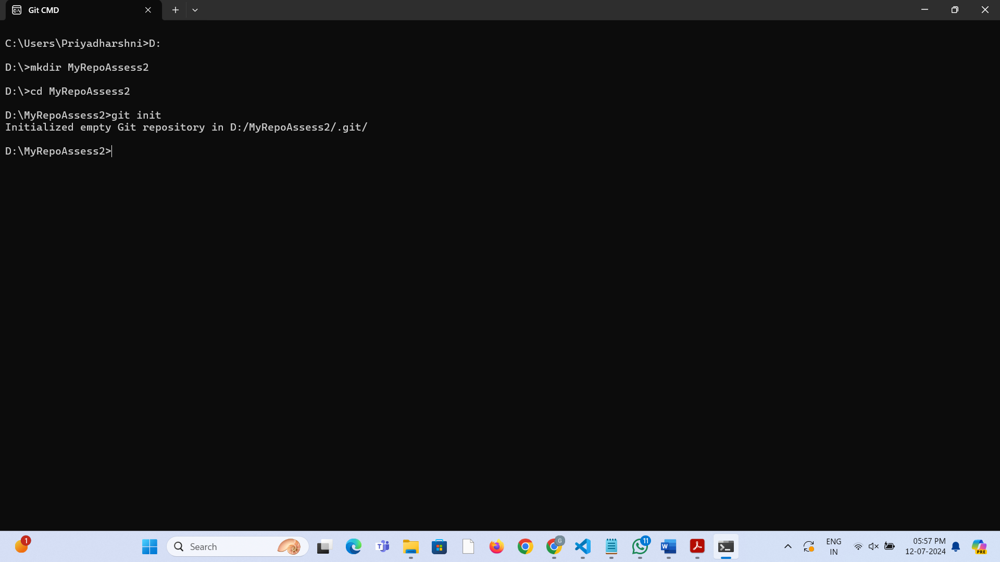 Git CMD
C:\Users\Priyadharshni>D:
D:\>mkdir MyRepoAssess2
D:\>cd MyRepoAssess2
D:\MyRepoAssess2>git init
Initialized empty Git repository in D:/MyRepoAssess2/.git/
D:\MyRepoAssess2>
1
Search
T
G
11
W
ENG
IN
05:57 PM
12-07-2024
PRE